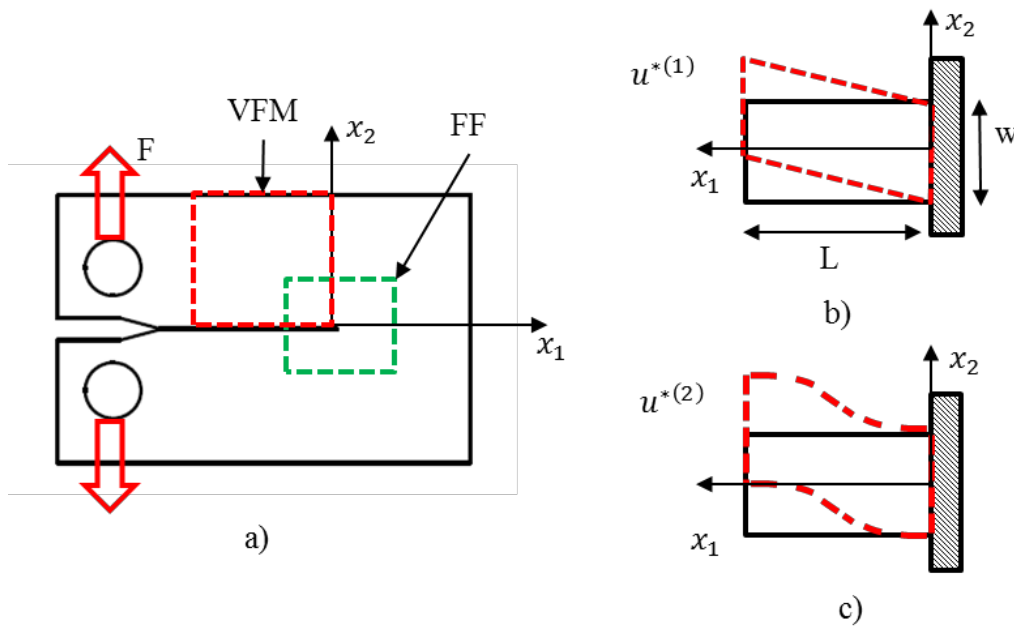 VFM
F
x₂
FF
x₁
a)
x₂
u*⁽¹⁾
w
x₁
L
b)
x₂
u*⁽²⁾
x₁
c)